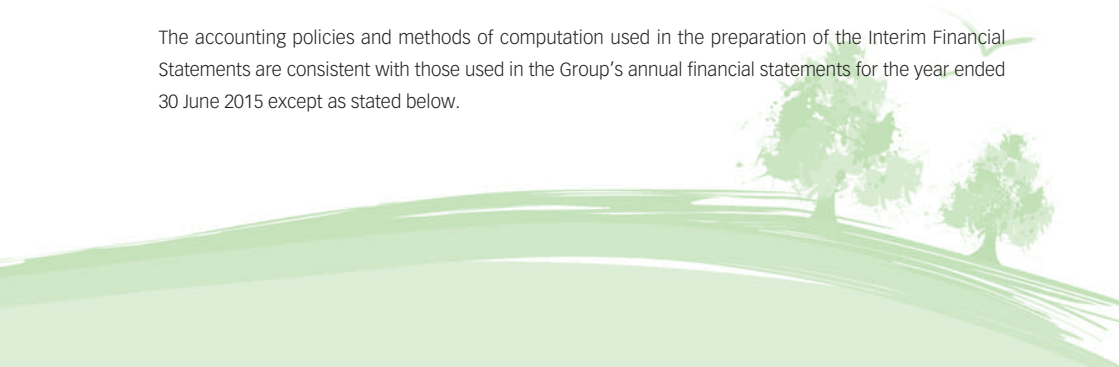 The accounting policies and methods of computation used in the preparation of the Interim Financial
Statements are consistent with those used in the Group's annual financial statements for the year ended
30 June 2015 except as stated below.